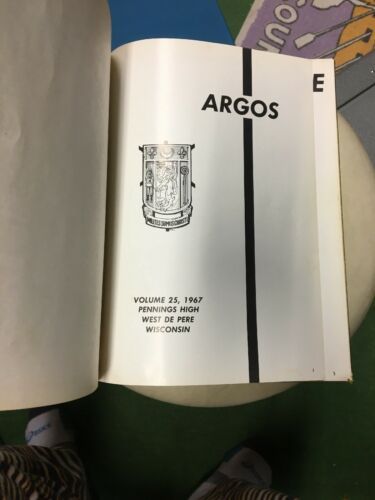 ARGOS
E
VOLUME 25, 1967
PENNINGS HIGH
WEST DE PERE
WISCONSIN